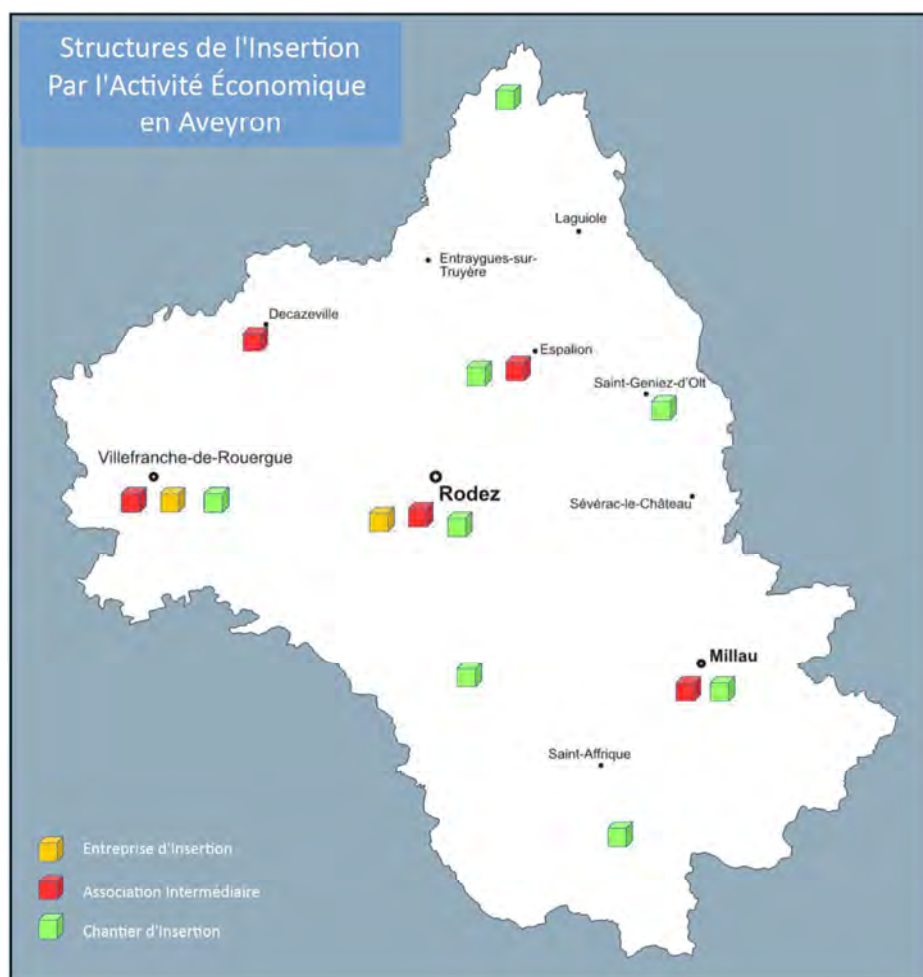 Structures de l'Insertion
Par l'Activité Économique
en Aveyron
Laguiole
Entraygues-sur-
Truyère
Decazeville
Espalion
Saint-Geniez-d'Olt
Villefranche-de-Rouergue
Rodez
Sévérac-le-Château
Millau
Saint-Affrique
Entreprise d'Insertion
Association Intermédiaire
Chantier d'Insertion